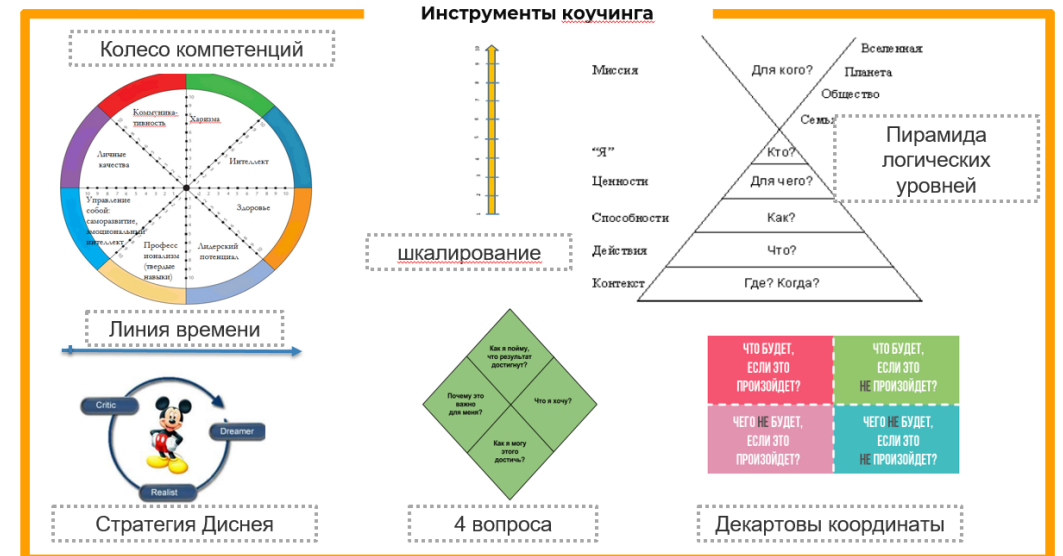 Инструменты коучинга
Колесо компетенций
Коммуника-
тивность
Харизма
Интеллект
Здоровье
Лидерский
потенциал
Професс
ионализм
(твердые
навыки)
Управление
собой:
саморазвитие,
эмоциональный
интеллект
Личные
качества
шкалирование
Миссия
Для кого?
Вселенная
Планета
Общество
Семья
Пирамида
логических
уровней
“Я”
Кто?
Ценности
Для чего?
Способности
Как?
Действия
Что?
Контекст
Где? Когда?
Линия времени
Critic
Dreamer
Realist
Стратегия Диснея
Как я пойму,
что результат
достигнут?
Почему это
важно
для меня?
Что я хочу?
Как я могу
этого
достичь?
4 вопроса
ЧТО БУДЕТ,
ЕСЛИ ЭТО
ПРОИЗОЙДЕТ?
ЧТО БУДЕТ,
ЕСЛИ ЭТО
НЕ ПРОИЗОЙДЕТ?
ЧЕГО НЕ БУДЕТ,
ЕСЛИ ЭТО
ПРОИЗОЙДЕТ?
ЧЕГО НЕ БУДЕТ,
ЕСЛИ ЭТО
НЕ ПРОИЗОЙДЕТ?
Декартовы координаты